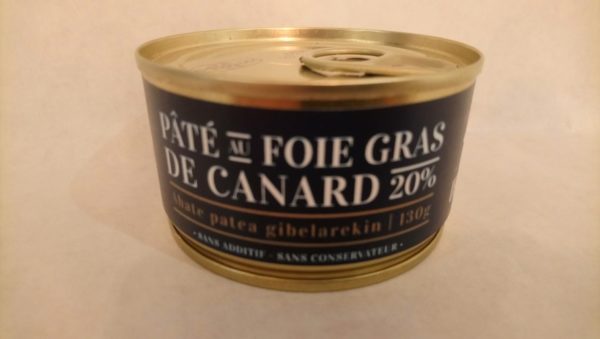 PÂTÉ AU FOIE GRAS
DE CANARD 20%
Ahate patea gibelarekin | 130g
• SANS ADDITIF - SANS CONSERVATEUR •